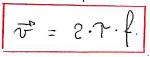 v⃗ = 2·π·f.